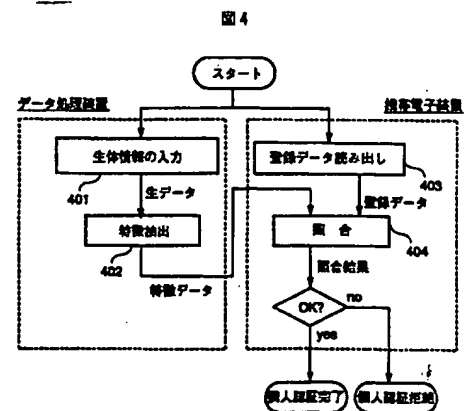 図4
スタート
データ処理装置
携帯電子装置
生体情報の入力
401
生データ
特徴抽出
402
特徴データ
登録データ読み出し
403
登録データ
照合
404
照合結果
OK?
no
yes
個人認証完了
個人認証拒絶